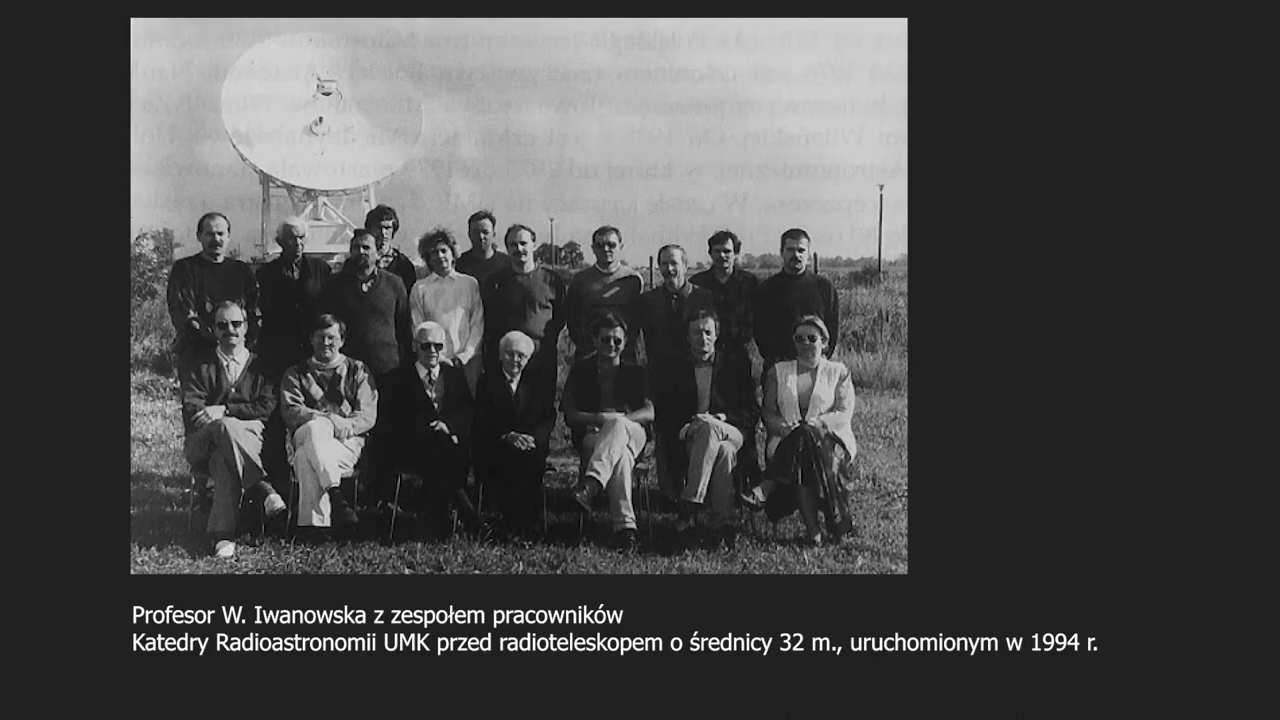 Profesor W. Iwanowska z zespołem pracowników
Katedry Radioastronomii UMK przed radioteleskopem o średnicy 32 m., uruchomionym w 1994 r.